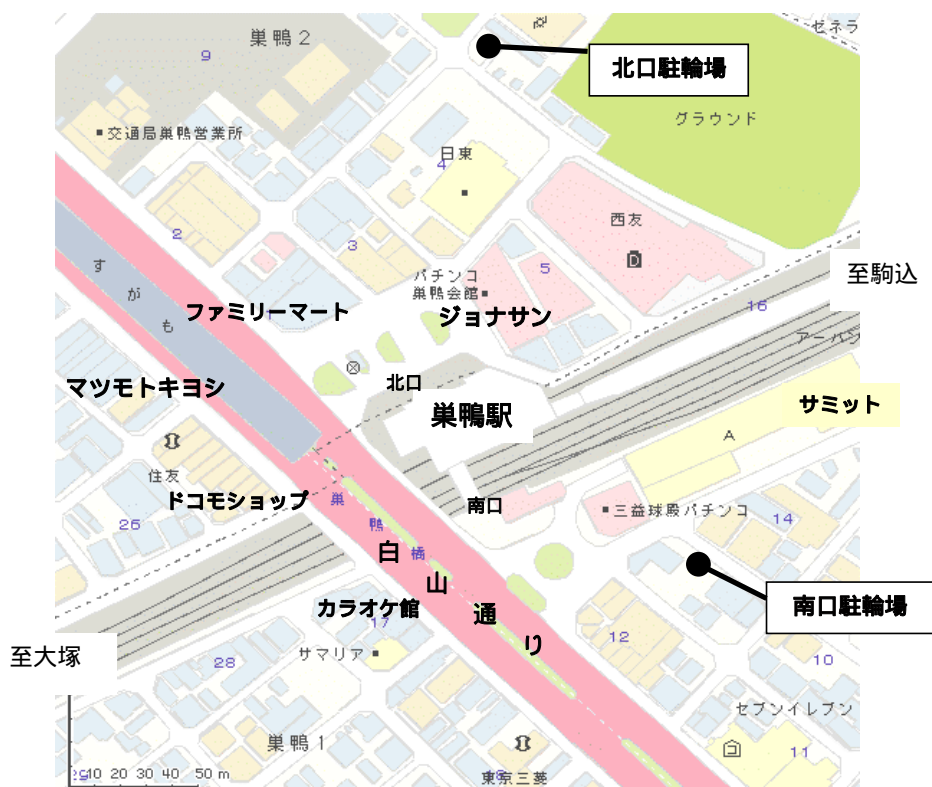 巣鴨2
9
ゼネラ
北口駐輪場
グラウンド
交通局巣鴨営業所
日東
4
西友
D
2
3
5
す
が
も
パチンコ
巣鴨会館
至駒込
16
ファミリーマート
1
ジョナサン
アーバン
北口
マツモトキヨシ
巣鴨駅
サミット
A
住友
ドコモショップ
南口
三益球殿パチンコ
14
26
巣
鴨
橋
白
山
通
り
カラオケ館
17
南口駐輪場
12
至大塚
サマリア
28
10
セブンイレブン
巣鴨1
11
東京三菱
10 20 30 40 50 m